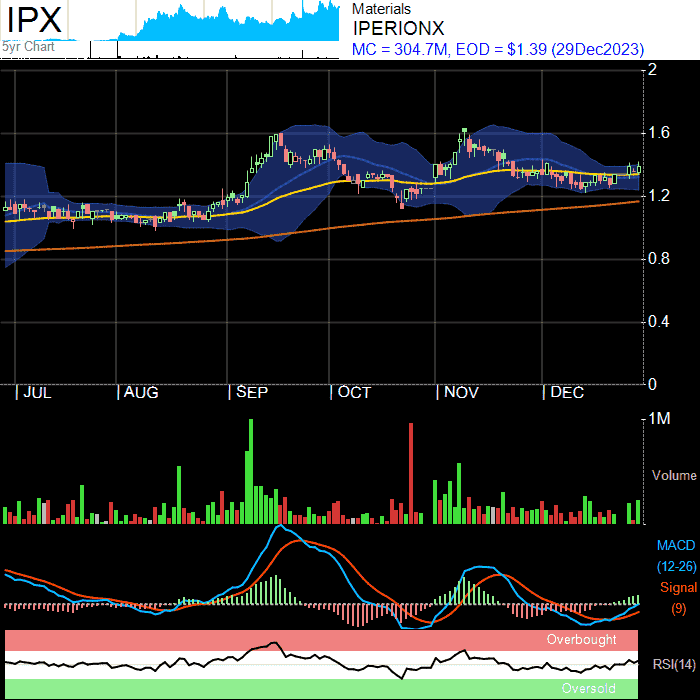 IPX
5yr Chart
Materials
IPERIONX
MC = 304.7M, EOD = $1.39 (29Dec2023)
2
1.6
1.2
0.8
0.4
0
JUL AUG SEP OCT NOV DEC
1M
Volume
MACD
(12-26)
Signal
(9)
Overbought
RSI(14)
Oversold